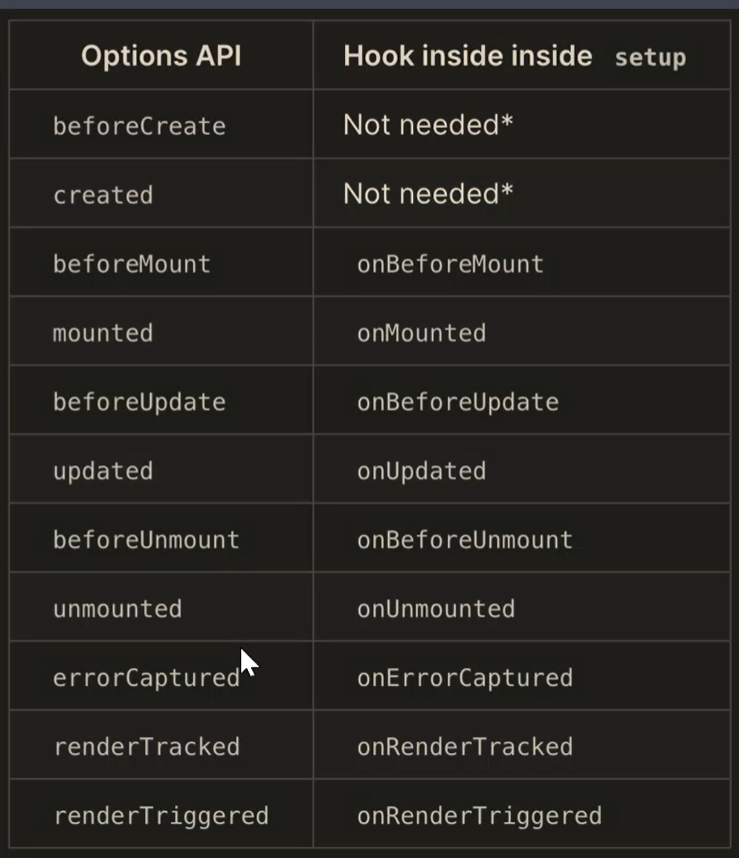 Options API Hook inside inside setup
beforeCreate Not needed*
created Not needed*
beforeMount onBeforeMount
mounted onMounted
beforeUpdate onBeforeUpdate
updated onUpdated
beforeUnmount onBeforeUnmount
unmounted onUnmounted
errorCaptured onErrorCaptured
renderTracked onRenderTracked
renderTriggered onRenderTriggered